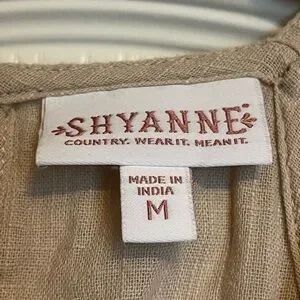 SHYANNE
COUNTRY. WEAR IT. MEAN IT.
MADE IN
INDIA
M